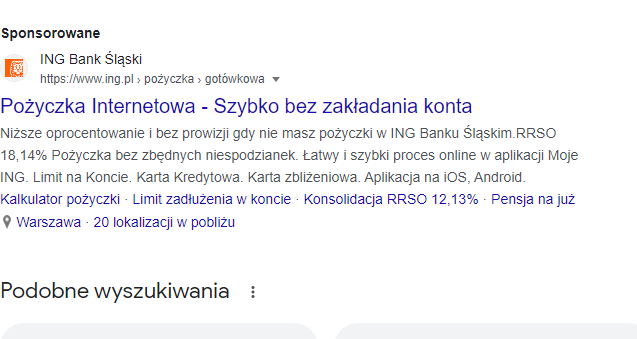 Sponsorowane
ING Bank Śląski
https://www.ing.pl › pożyczka › gotówkowa
Pożyczka Internetowa - Szybko bez zakładania konta
Niższe oprocentowanie i bez prowizji gdy nie masz pożyczki w ING Banku Śląskim.RRSO
18,14% Pożyczka bez zbędnych niespodzianek. Łatwy i szybki proces online w aplikacji Moje
ING. Limit na Koncie. Karta Kredytowa. Karta zbliżeniowa. Aplikacja na iOS, Android.
Kalkulator pożyczki · Limit zadłużenia w koncie · Konsolidacja RRSO 12,13% · Pensja na już
Warszawa · 20 lokalizacji w pobliżu
Podobne wyszukiwania